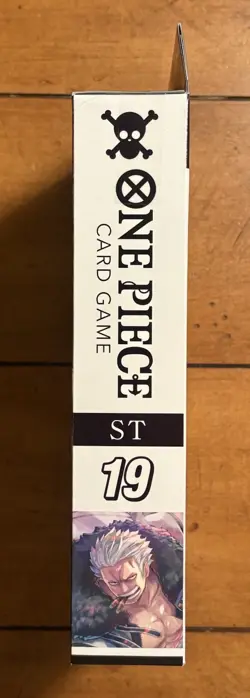 ONE PIECE
CARD GAME
ST
19